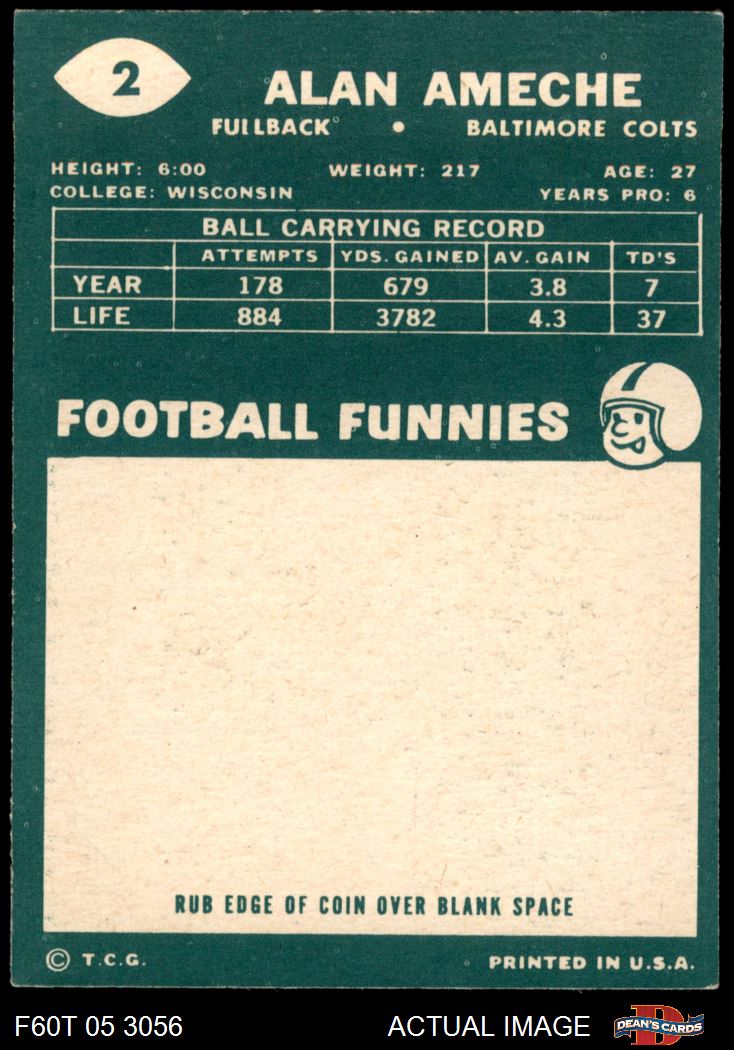 2
ALAN AMECHE
FULLBACK • BALTIMORE COLTS
HEIGHT: 6:00 WEIGHT: 217 AGE: 27
COLLEGE: WISCONSIN YEARS PRO: 6
BALL CARRYING RECORD
ATTEMPTS YDS. GAINED AV. GAIN TD'S
YEAR 178 679 3.8 7
LIFE 884 3782 4.3 37
FOOTBALL FUNNIES
RUB EDGE OF COIN OVER BLANK SPACE
© T.C.G. PRINTED IN U.S.A.
F60T 05 3056 ACTUAL IMAGE D DEAN'S CARDS